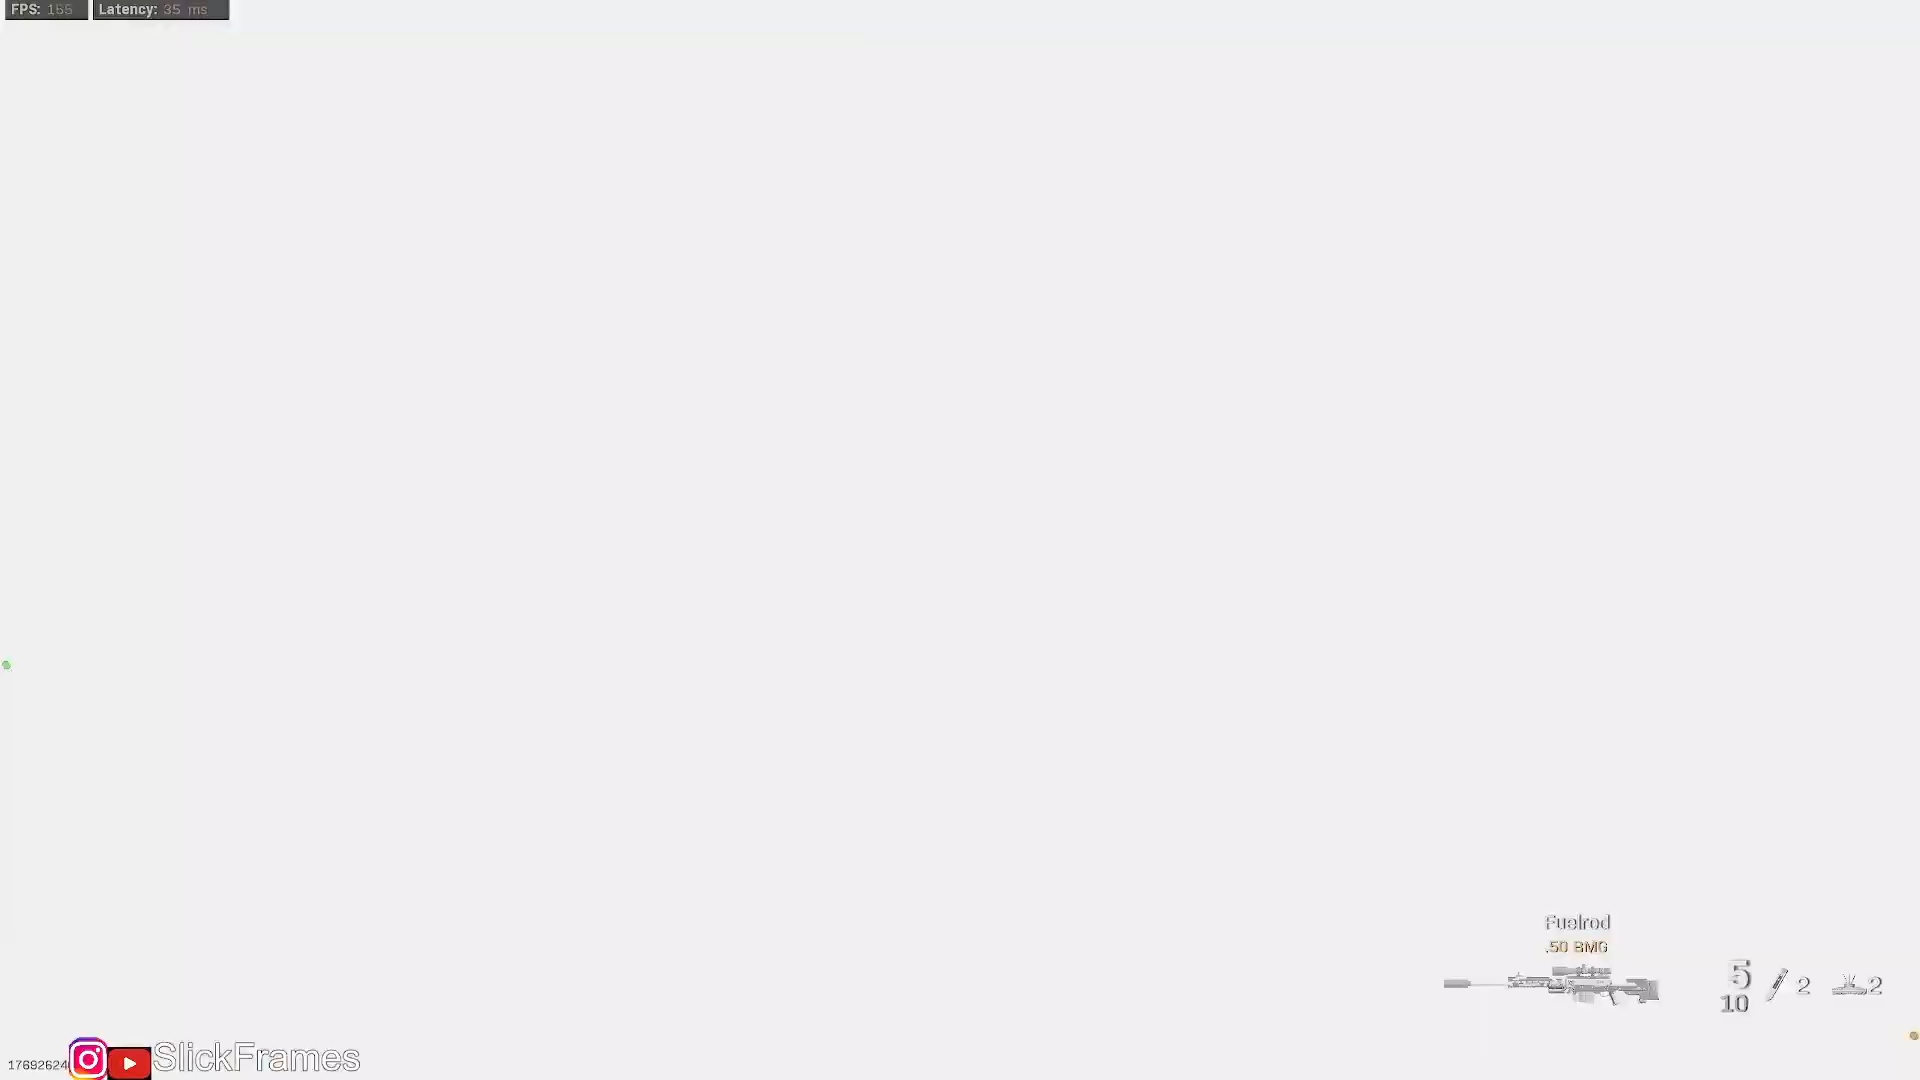 FPS: 155 Latency: 35 ms
Fuelrod
.50 BMG
5
10
2
2
17692624
SlickFrames